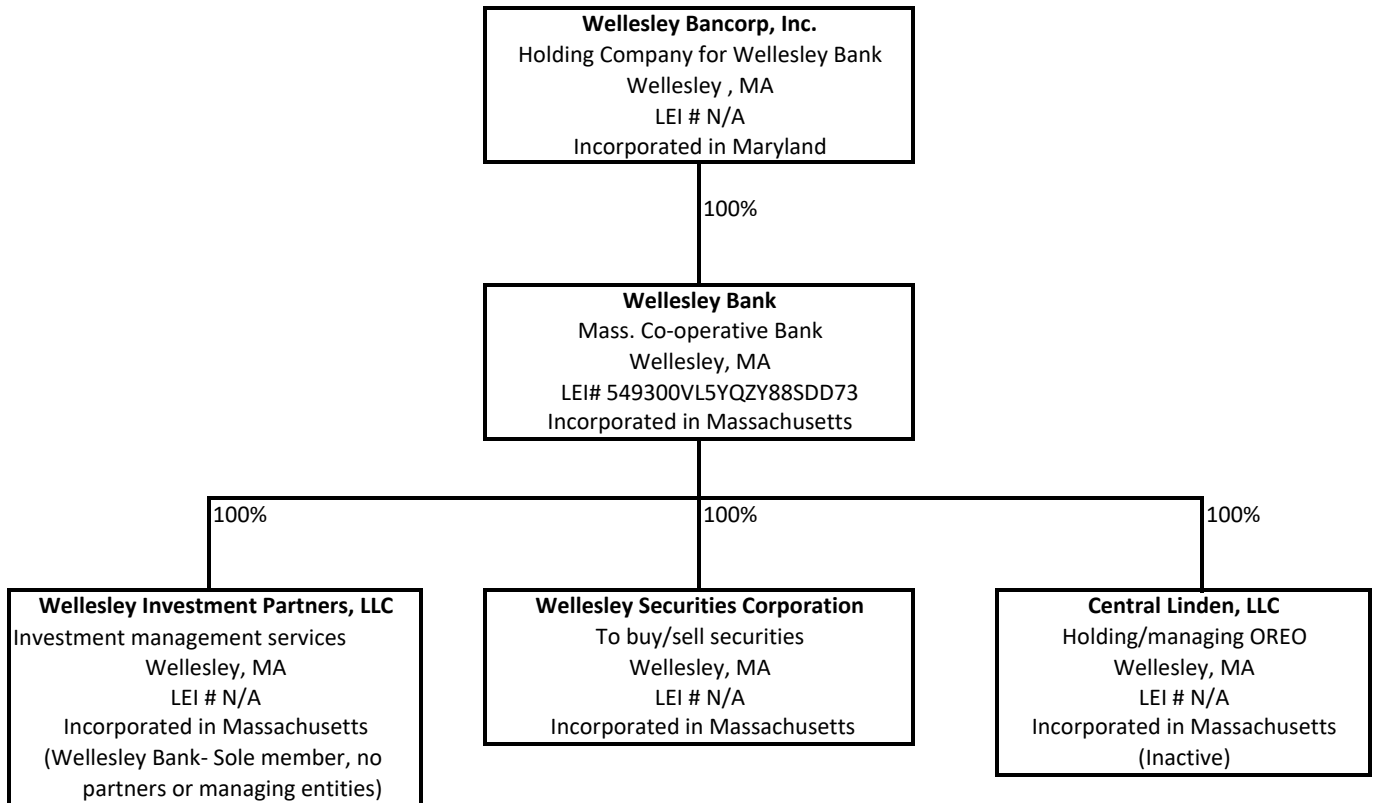 Wellesley Bancorp, Inc.
Holding Company for Wellesley Bank
Wellesley , MA
LEI # N/A
Incorporated in Maryland
100%
Wellesley Bank
Mass. Co-operative Bank
Wellesley, MA
LEI# 549300VL5YQZY88SDD73
Incorporated in Massachusetts
100%
100%
100%
Wellesley Investment Partners, LLC
Investment management services
Wellesley, MA
LEI # N/A
Incorporated in Massachusetts
(Wellesley Bank- Sole member, no
partners or managing entities)
Wellesley Securities Corporation
To buy/sell securities
Wellesley, MA
LEI # N/A
Incorporated in Massachusetts
Central Linden, LLC
Holding/managing OREO
Wellesley, MA
LEI # N/A
Incorporated in Massachusetts
(Inactive)